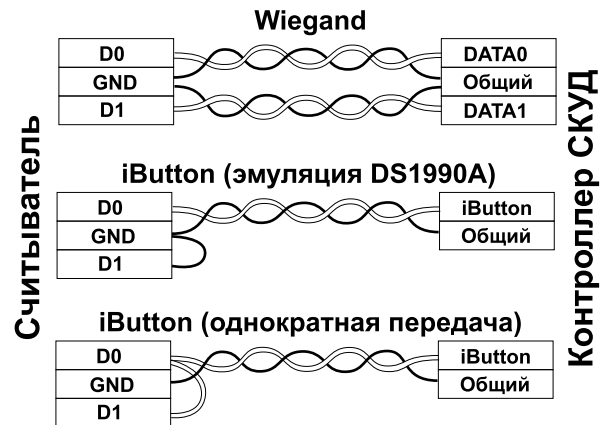 Wiegand
D0
GND
D1
DATA0
Общий
DATA1
Считыватель
Контроллер СКУД
iButton (эмуляция DS1990A)
D0
GND
D1
iButton
Общий
iButton (однократная передача)
D0
GND
D1
iButton
Общий